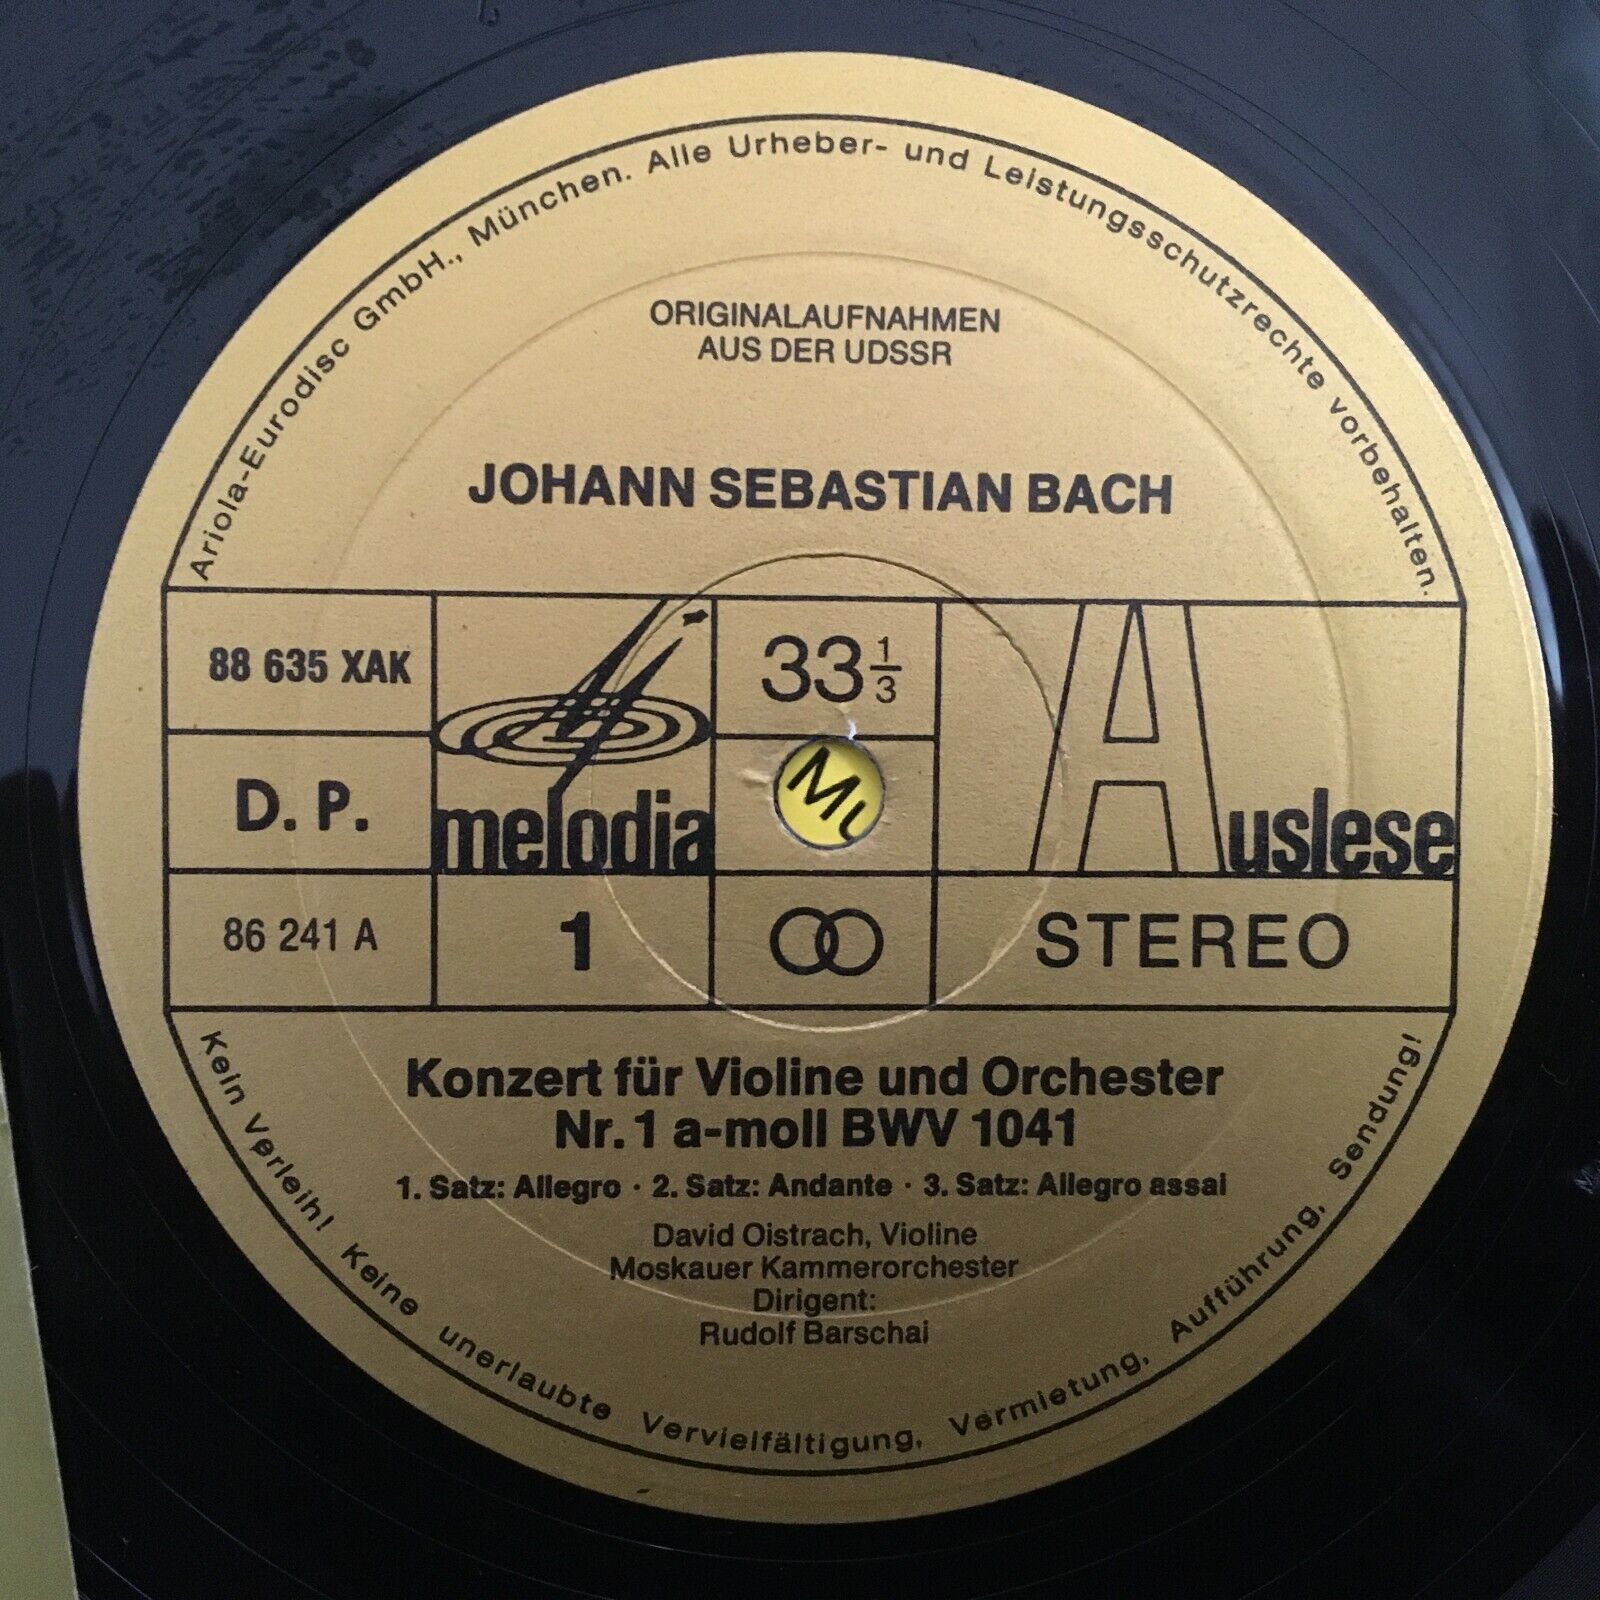 Ariola-Eurodisc GmbH., München. Alle Urheber- und Leistungsschutzrechte vorbehalten.
ORIGINALAUFNAHMEN
AUS DER UDSSR
JOHANN SEBASTIAN BACH
88 635 XAK
D. P.
86 241 A
melodia
1
33 1/3
Mu
Auslese
STEREO
Konzert für Violine und Orchester
Nr. 1 a-moll BWV 1041
1. Satz: Allegro · 2. Satz: Andante · 3. Satz: Allegro assai
David Oistrach, Violine
Moskauer Kammerorchester
Dirigent:
Rudolf Barschai
Kein Verleih! Keine unerlaubte Vervielfältigung, Vermietung, Aufführung, Sendung!